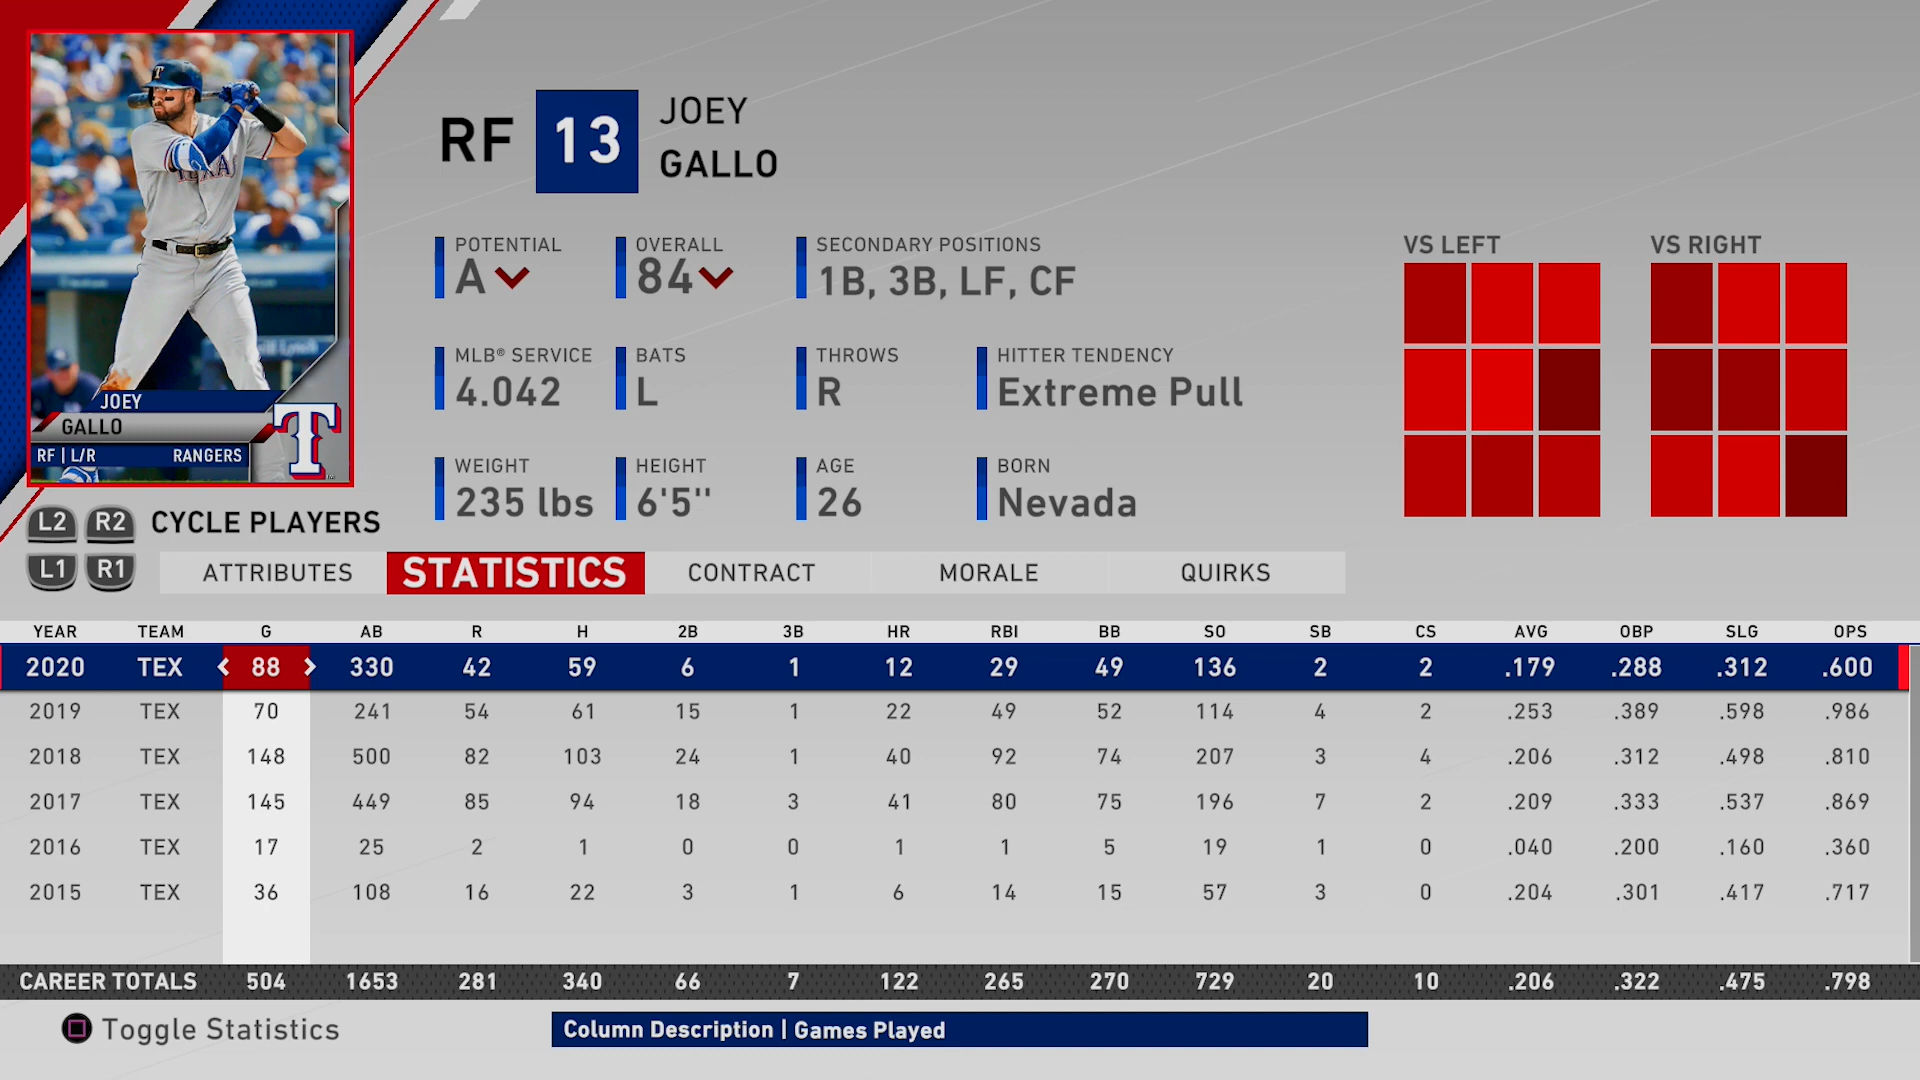 T
TEXAS
JOEY
GALLO
RF | L/R RANGERS
T
RF 13 JOEY
GALLO
POTENTIAL OVERALL SECONDARY POSITIONS
A 84 1B, 3B, LF, CF
MLB® SERVICE BATS THROWS HITTER TENDENCY
4.042 L R Extreme Pull
WEIGHT HEIGHT AGE BORN
235 lbs 6'5" 26 Nevada
VS LEFT VS RIGHT
L2 R2 CYCLE PLAYERS
L1 R1 ATTRIBUTES STATISTICS CONTRACT MORALE QUIRKS
YEAR TEAM G AB R H 2B 3B HR RBI BB SO SB CS AVG OBP SLG OPS
2020 TEX 88 330 42 59 6 1 12 29 49 136 2 2 .179 .288 .312 .600
2019 TEX 70 241 54 61 15 1 22 49 52 114 4 2 .253 .389 .598 .986
2018 TEX 148 500 82 103 24 1 40 92 74 207 3 4 .206 .312 .498 .810
2017 TEX 145 449 85 94 18 3 41 80 75 196 7 2 .209 .333 .537 .869
2016 TEX 17 25 2 1 0 0 1 1 5 19 1 0 .040 .200 .160 .360
2015 TEX 36 108 16 22 3 1 6 14 15 57 3 0 .204 .301 .417 .717
CAREER TOTALS 504 1653 281 340 66 7 122 265 270 729 20 10 .206 .322 .475 .798
Toggle Statistics
Column Description | Games Played